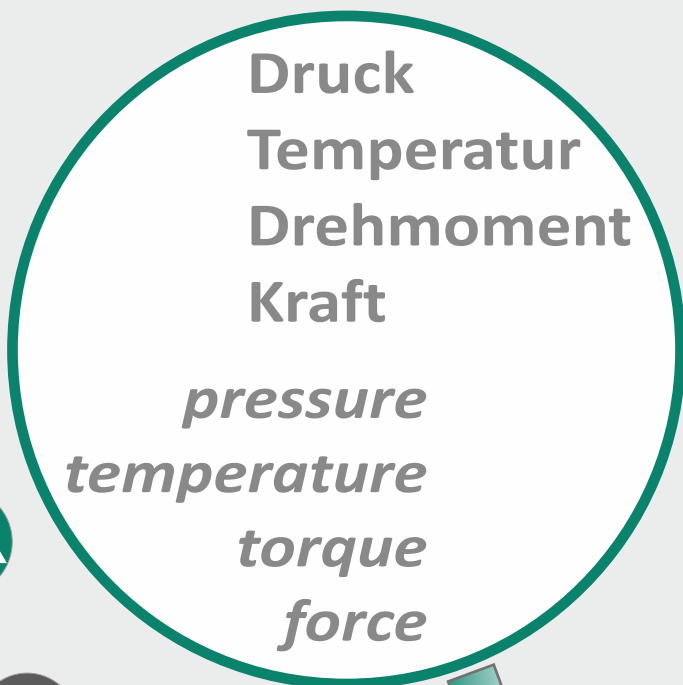 Druck
Temperatur
Drehmoment
Kraft
pressure
temperature
torque
force